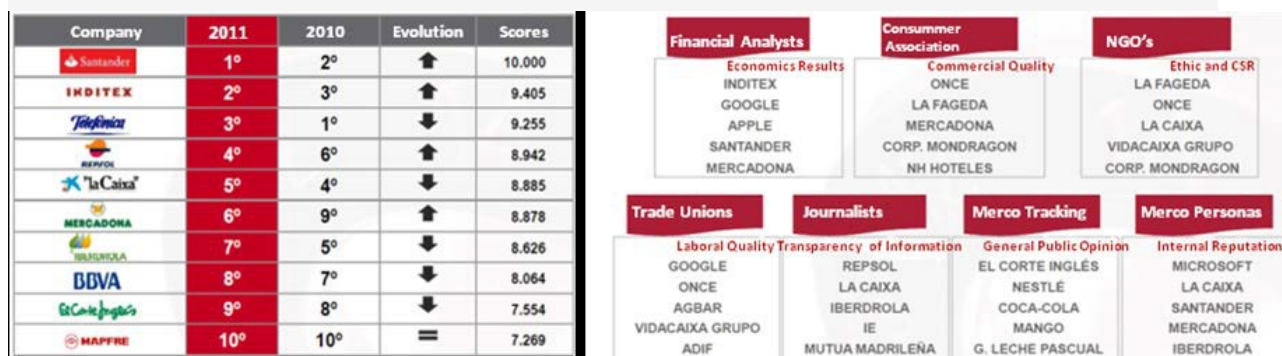 Company 2011 2010 Evolution Scores
Santander 1º 2º 10.000
INDITEX 2º 3º 9.405
Telefónica 3º 1º 9.255
REPSOL 4º 6º 8.942
"la Caixa" 5º 4º 8.885
MERCADONA 6º 9º 8.878
IBERDROLA 7º 5º 8.626
BBVA 8º 7º 8.064
El Corte Inglés 9º 8º 7.554
MAPFRE 10º 10º = 7.269
Financial Analysts
Economics Results
INDITEX
GOOGLE
APPLE
SANTANDER
MERCADONA
Consummer
Association
Commercial Quality
ONCE
LA FAGEDA
MERCADONA
CORP. MONDRAGON
NH HOTELES
NGO's
Ethic and CSR
LA FAGEDA
ONCE
LA CAIXA
VIDACAIXA GRUPO
CORP. MONDRAGON
Trade Unions
Laboral Quality
GOOGLE
ONCE
AGBAR
VIDACAIXA GRUPO
ADIF
Journalists
Transparency of Information
REPSOL
LA CAIXA
IBERDROLA
IE
MUTUA MADRILEÑA
Merco Tracking
General Public Opinion
EL CORTE INGLÉS
NESTLÉ
COCA-COLA
MANGO
G. LECHE PASCUAL
Merco Personas
Internal Reputation
MICROSOFT
LA CAIXA
SANTANDER
MERCADONA
IBERDROLA